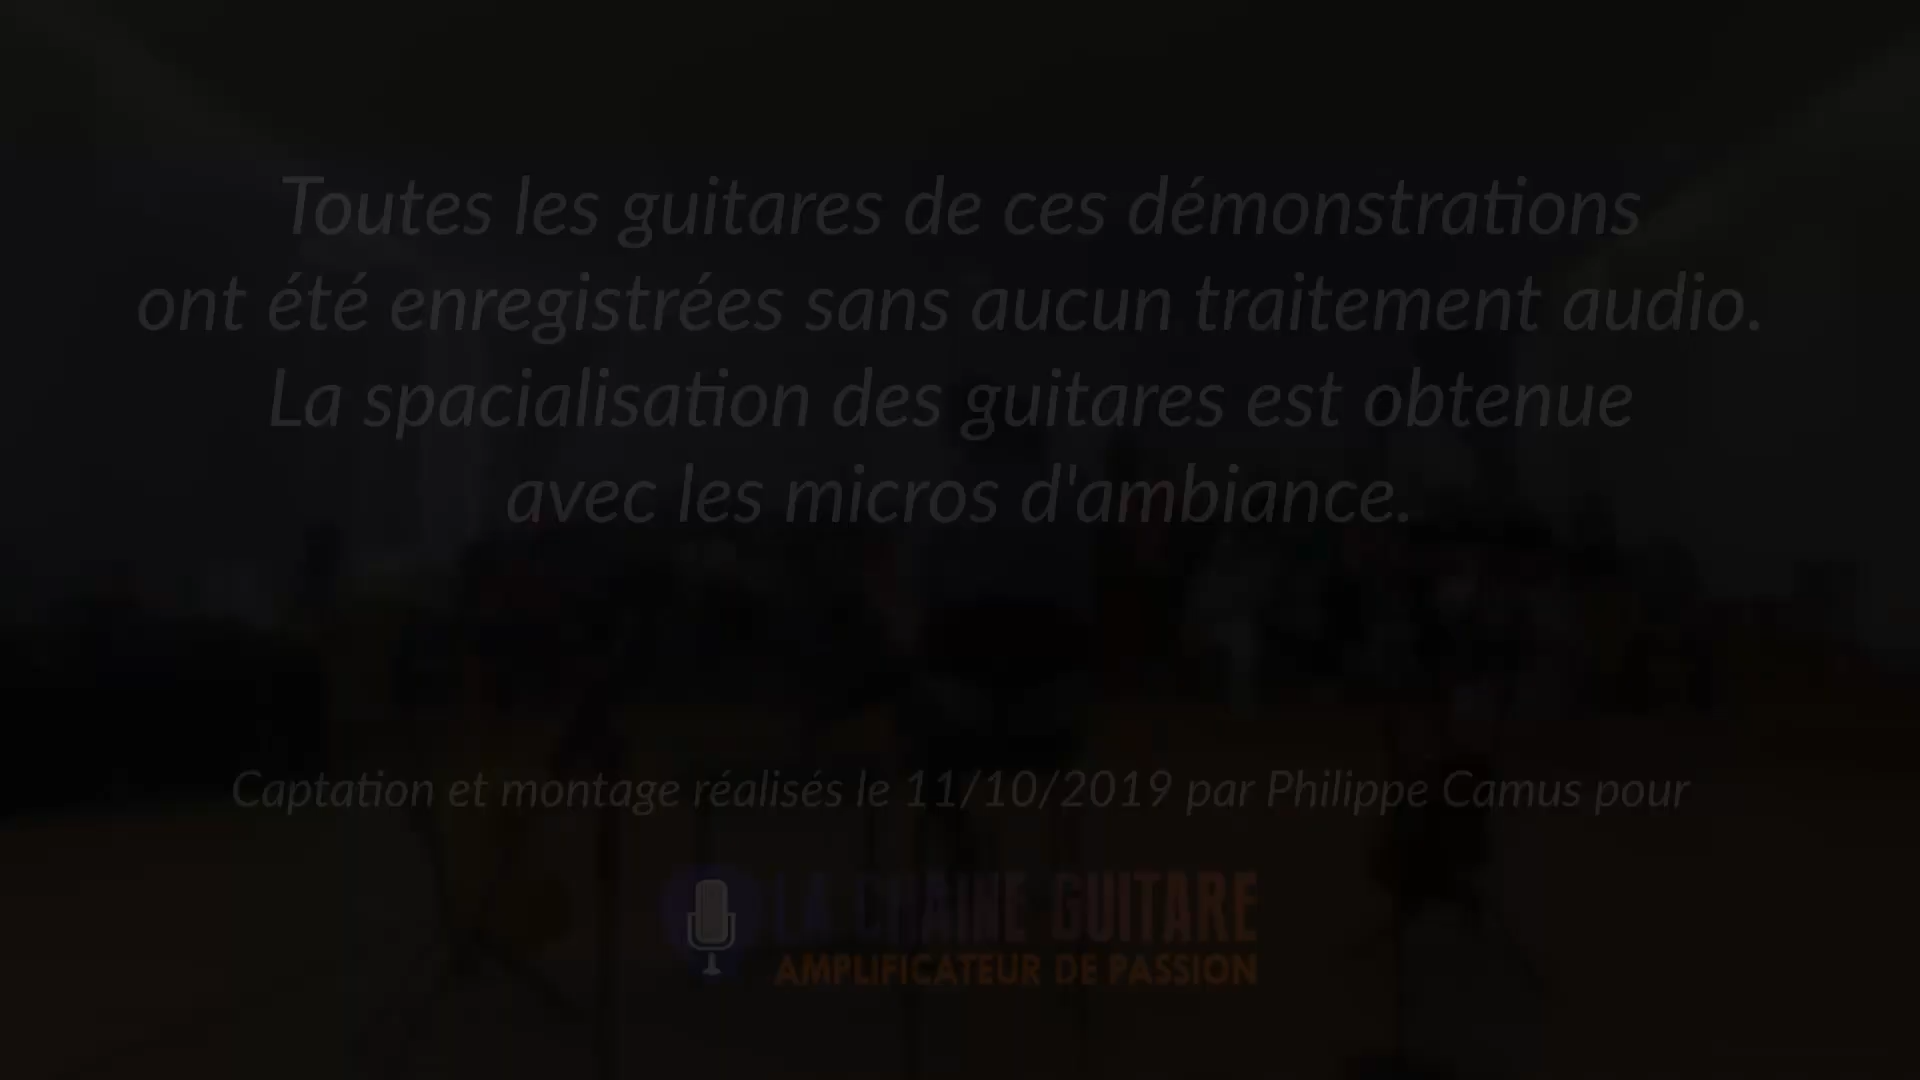 Toutes les guitares de ces démonstrations
ont été enregistrées sans aucun traitement audio.
La spacialisation des guitares est obtenue
avec les micros d'ambiance.
Captation et montage réalisés le 11/10/2019 par Philippe Camus pour
LA CHAINE GUITARE
AMPLIFICATEUR DE PASSION